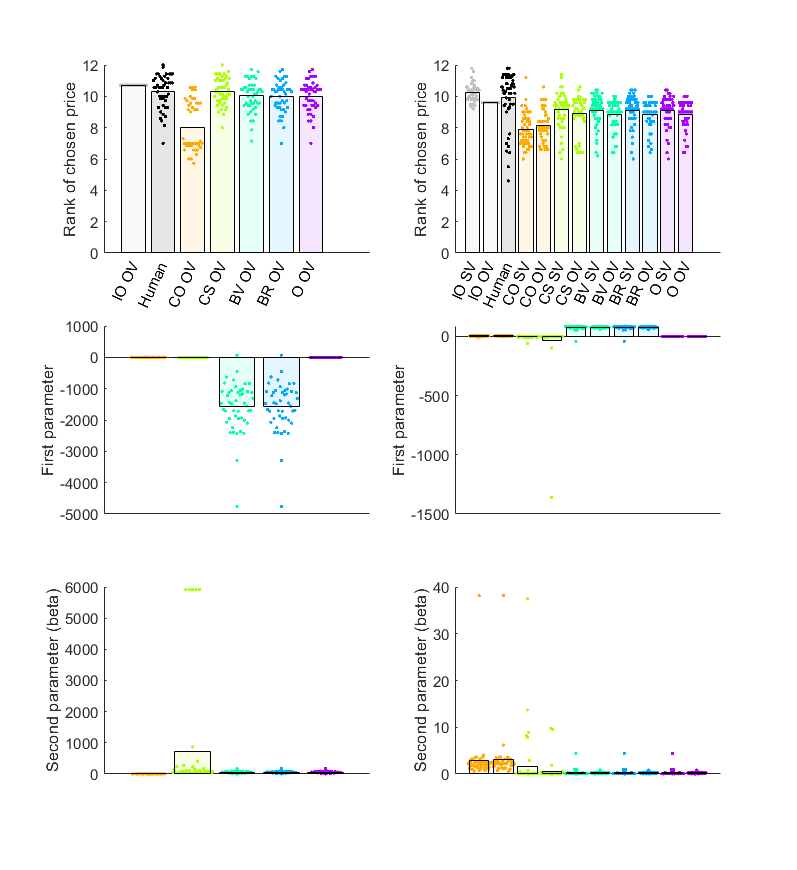 12
10
8
6
4
2
0
Rank of chosen price
IO OV
Human
CO OV
CS OV
BV OV
BR OV
O OV
12
10
8
6
4
2
0
Rank of chosen price
IO SV
IO OV
Human
CO SV
CO OV
CS SV
CS OV
BV SV
BV OV
BR SV
BR OV
O SV
O OV
1000
0
-1000
-2000
-3000
-4000
-5000
First parameter
0
-500
-1000
-1500
First parameter
6000
5000
4000
3000
2000
1000
0
Second parameter (beta)
40
30
20
10
0
Second parameter (beta)